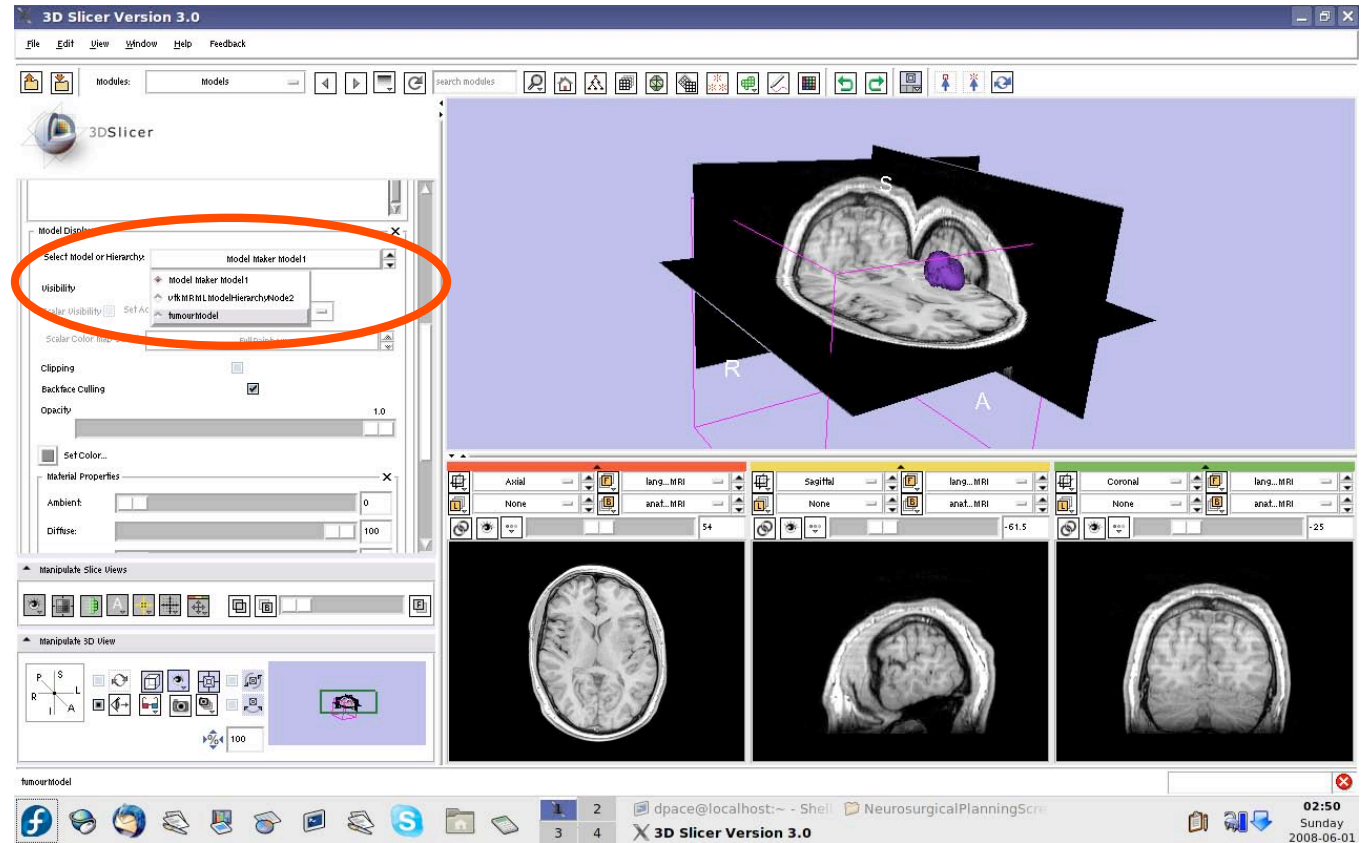 3D Slicer Version 3.0
File Edit View Window Help Feedback
Modules: Models search modules
3DSlicer
Model Display
Select Model or Hierarchy: Model Maker Model1
Model Maker Model1
Visibility
vtkMRMLModelHierarchyNode2
Scalar Visibility Set Ac
tumourModel
Scalar Color Map
Clipping
Backface Culling
Opacity 1.0
Set Color...
Material Properties
Ambient: 0
Diffuse: 100
Manipulate Slice Views
Manipulate 3D View
P S
R L
I A
% 100
S
R
A
Axial F lang...MRI
L None B anat...MRI
54
Sagittal F lang...MRI
L None B anat...MRI
-61.5
Coronal F lang...MRI
L None B anat...MRI
-25
tumourModel
1 2
3 4
dpace@localhost:~ - Shell NeurosurgicalPlanningScre
3D Slicer Version 3.0
02:50
Sunday
2008-06-01